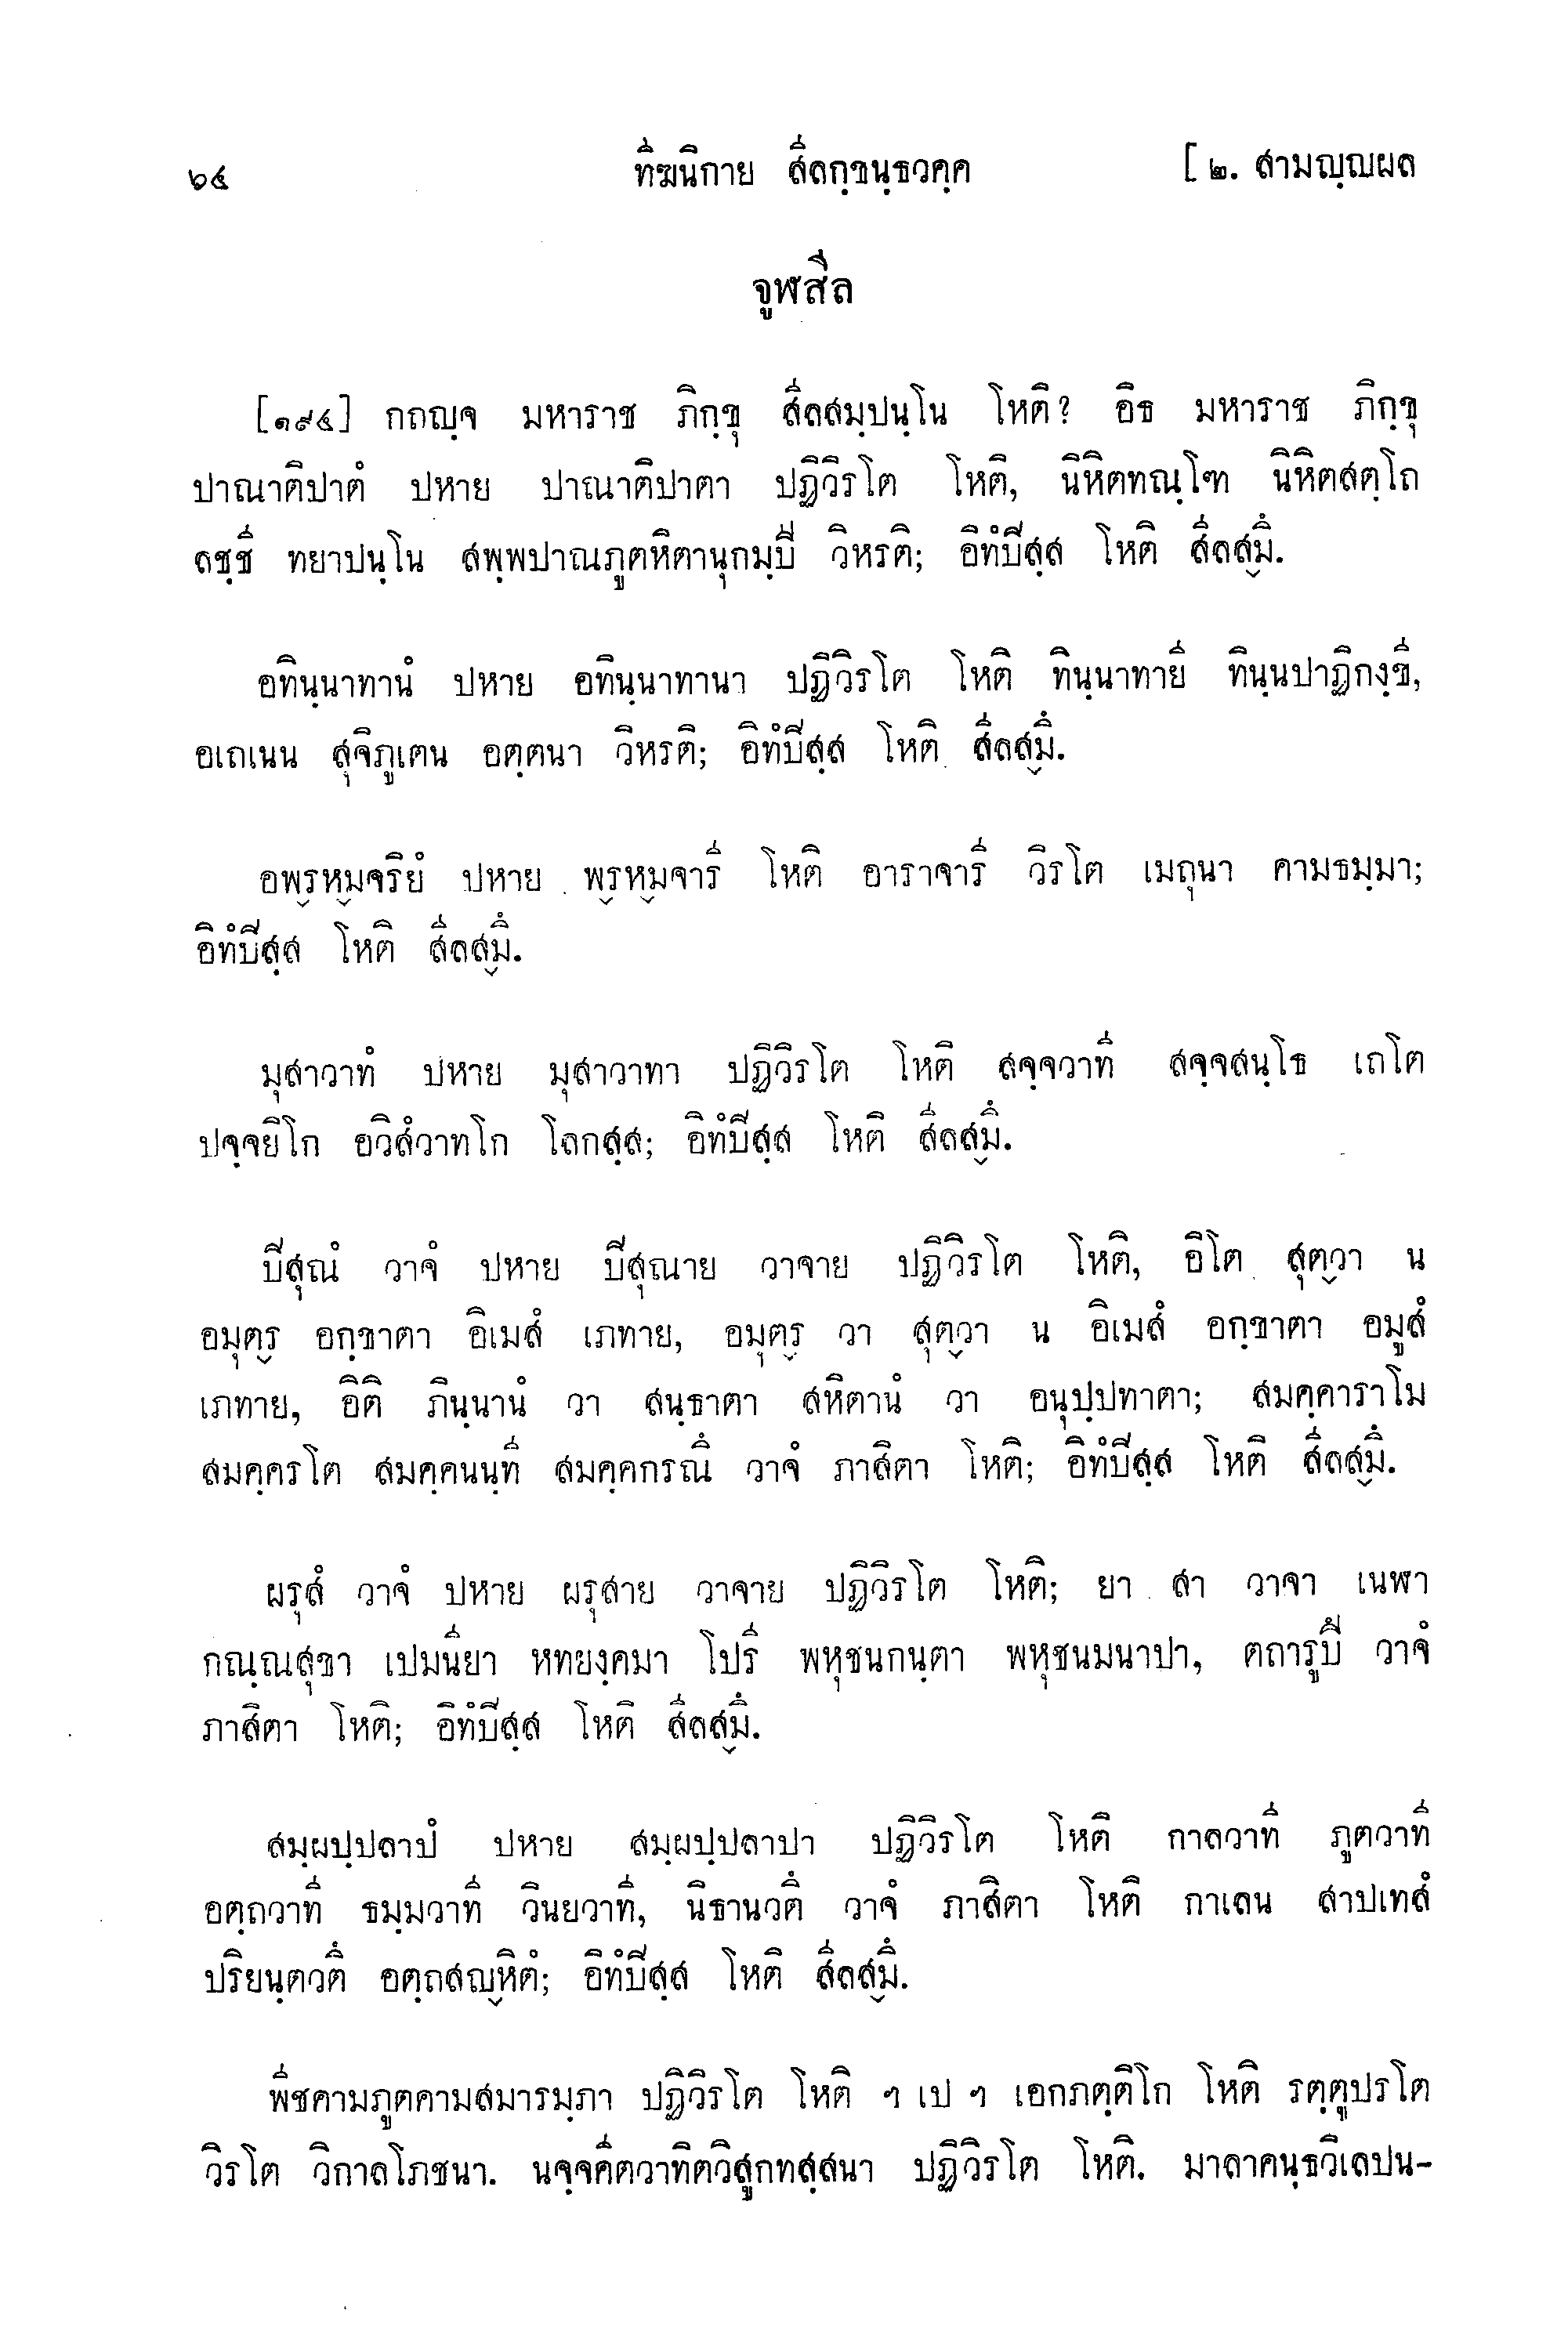 ๖๔ ทีฆนิกาย สีลกฺขนฺธวคฺค [ ๒. สามญฺญผล
จูฬสีล
[๑๙๔] กถญฺจ มหาราช ภิกฺขุ สีลสมฺปนฺโน โหติ? อิธ มหาราช ภิกฺขุ
ปาณาติปาตํ ปหาย ปาณาติปาตา ปฏิวิรโต โหติ, นิหิตทณฺโฑ นิหิตสตฺโถ
ลชฺชี ทยาปนฺโน สพฺพปาณภูตหิตานุกมฺปี วิหรติ; อิทํปิสฺส โหติ สีลส๎มึ.
อทินฺนาทานํ ปหาย อทินฺนาทานา ปฏิวิรโต โหติ ทินฺนาทายี ทินฺนปาฏิกงฺขี,
อเถเนน สุจิภูเตน อตฺตนา วิหรติ; อิทํปิสฺส โหติ สีลส๎มึ.
อพ๎รห๎มจริยํ ปหาย พ๎รห๎มจารี โหติ อาราจารี วิรโต เมถุนา คามธมฺมา;
อิทํปิสฺส โหติ สีลส๎มึ.
มุสาวาทํ ปหาย มุสาวาทา ปฏิวิรโต โหติ สจฺจวาที สจฺจสนฺโธ เถโต
ปจฺจยิโก อวิสํวาทโก โลกสฺส; อิทํปิสฺส โหติ สีลส๎มึ.
ปิสุณํ วาจํ ปหาย ปิสุณาย วาจาย ปฏิวิรโต โหติ, อิโต สุต๎วา น
อมุต๎ร อกฺขาตา อิเมสํ เภทาย, อมุต๎ร วา สุต๎วา น อิเมสํ อกฺขาตา อมูสํ
เภทาย, อิติ ภินฺนานํ วา สนฺธาตา สหิตานํ วา อนุปฺปทาตา; สมคฺคาราโม
สมคฺครโต สมคฺคนนฺที สมคฺคกรณึ วาจํ ภาสิตา โหติ; อิทํปิสฺส โหติ สีลส๎มึ.
ผรุสํ วาจํ ปหาย ผรุสาย วาจาย ปฏิวิรโต โหติ; ยา สา วาจา เนฬา
กณฺณสุขา เปมนียา หทยงฺคมา โปรี พหุชนกนฺตา พหุชนมนาปา, ตถารูปึ วาจํ
ภาสิตา โหติ; อิทํปิสฺส โหติ สีลส๎มึ.
สมฺผปฺปลาปํ ปหาย สมฺผปฺปลาปา ปฏิวิรโต โหติ กาลวาที ภูตวาที
อตฺถวาที ธมฺมวาที วินยวาที, นิธานวตึ วาจํ ภาสิตา โหติ กาเลน สาปเทสํ
ปริยนฺตวตึ อตฺถสญ๎หิตํ; อิทํปิสฺส โหติ สีลส๎มึ.
พีชคามภูตคามสมารมฺภา ปฏิวิรโต โหติ ฯ เป ฯ เอกภตฺติโก โหติ รตฺตูปรโต
วิรโต วิกาลโภชนา. นจฺจคีตวาทิตวิสูกทสฺสนา ปฏิวิรโต โหติ. มาลาคนฺธวิเลปน-